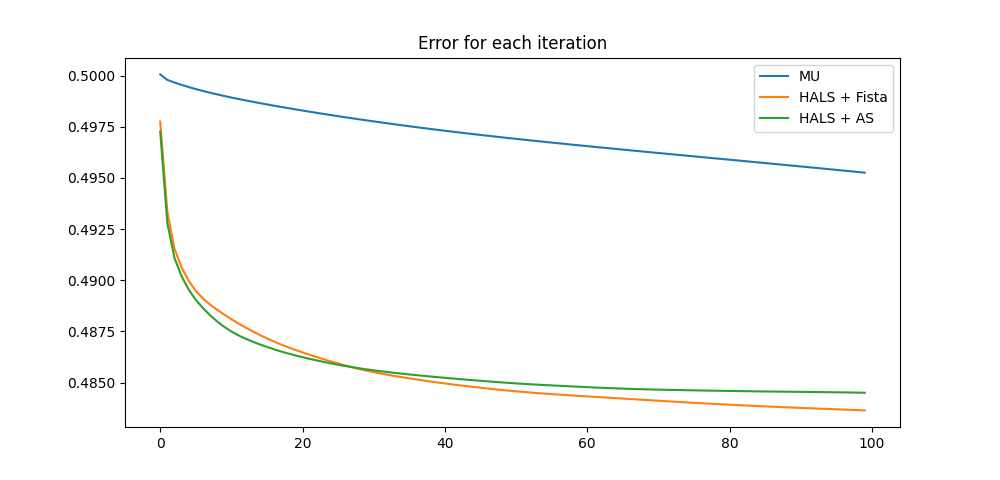 Error for each iteration
0.5000
0.4975
0.4950
0.4925
0.4900
0.4875
0.4850
MU
HALS + Fista
HALS + AS
0 20 40 60 80 100